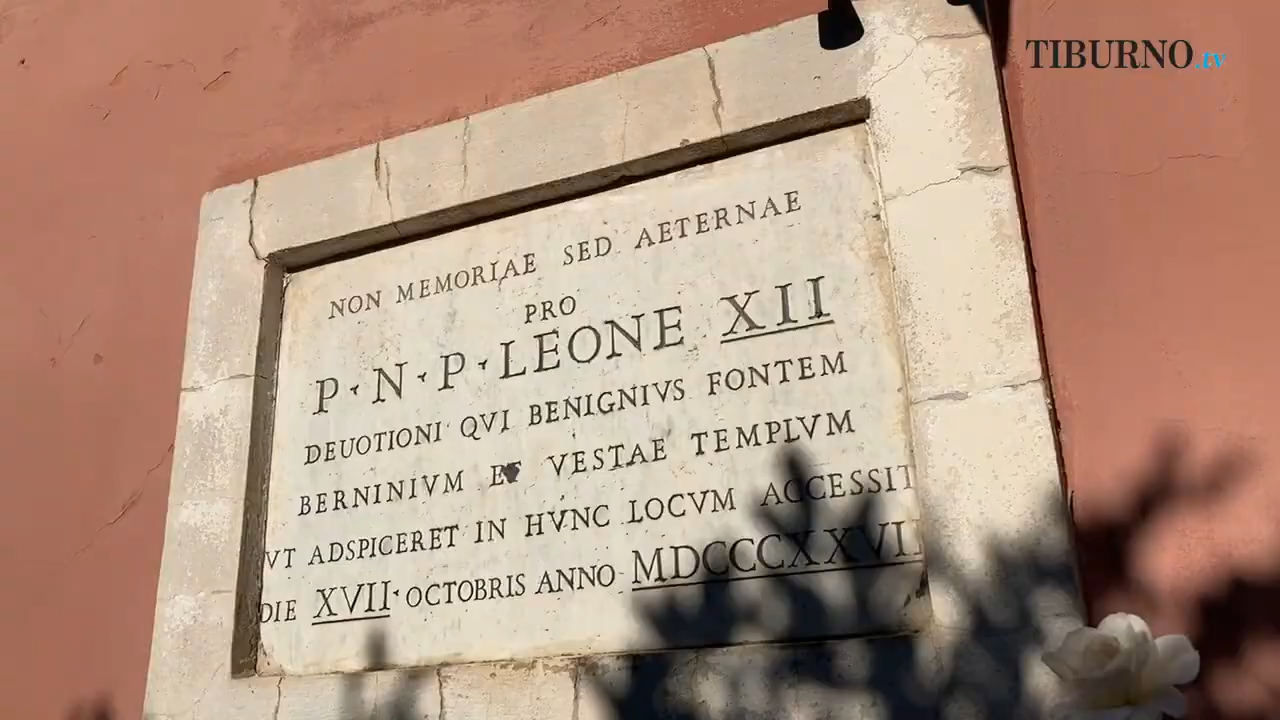 TIBURNO.tv
NON MEMORIAE SED AETERNAE
PRO
P·N·P·LEONE XII
DEUOTIONI QVI BENIGNIVS FONTEM
BERNINIVM ET VESTAE TEMPLVM
VT ADSPICERET IN HVNC LOCVM ACCESSIT
DIE XVII· OCTOBRIS ANNO MDCCCXXVII